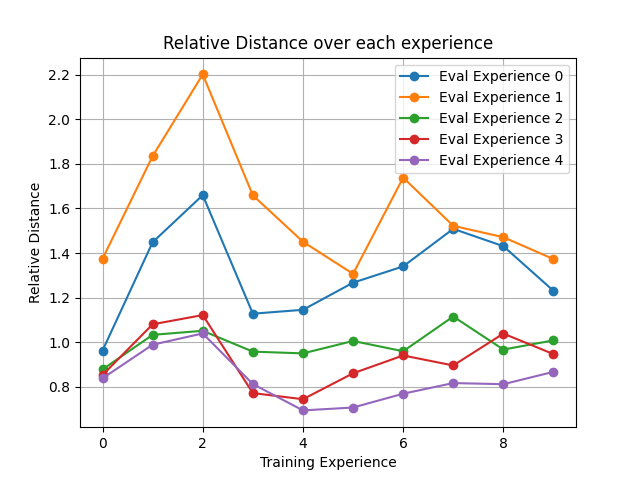 Relative Distance over each experience
Eval Experience 0
Eval Experience 1
Eval Experience 2
Eval Experience 3
Eval Experience 4
Relative Distance
2.2
2.0
1.8
1.6
1.4
1.2
1.0
0.8
0 2 4 6 8
Training Experience